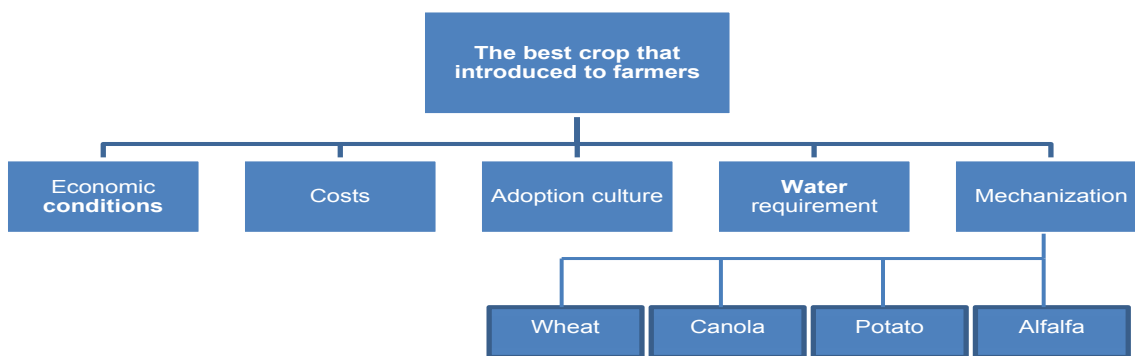 The best crop that
introduced to farmers
Economic
conditions
Costs
Adoption culture
Water
requirement
Mechanization
Wheat
Canola
Potato
Alfalfa